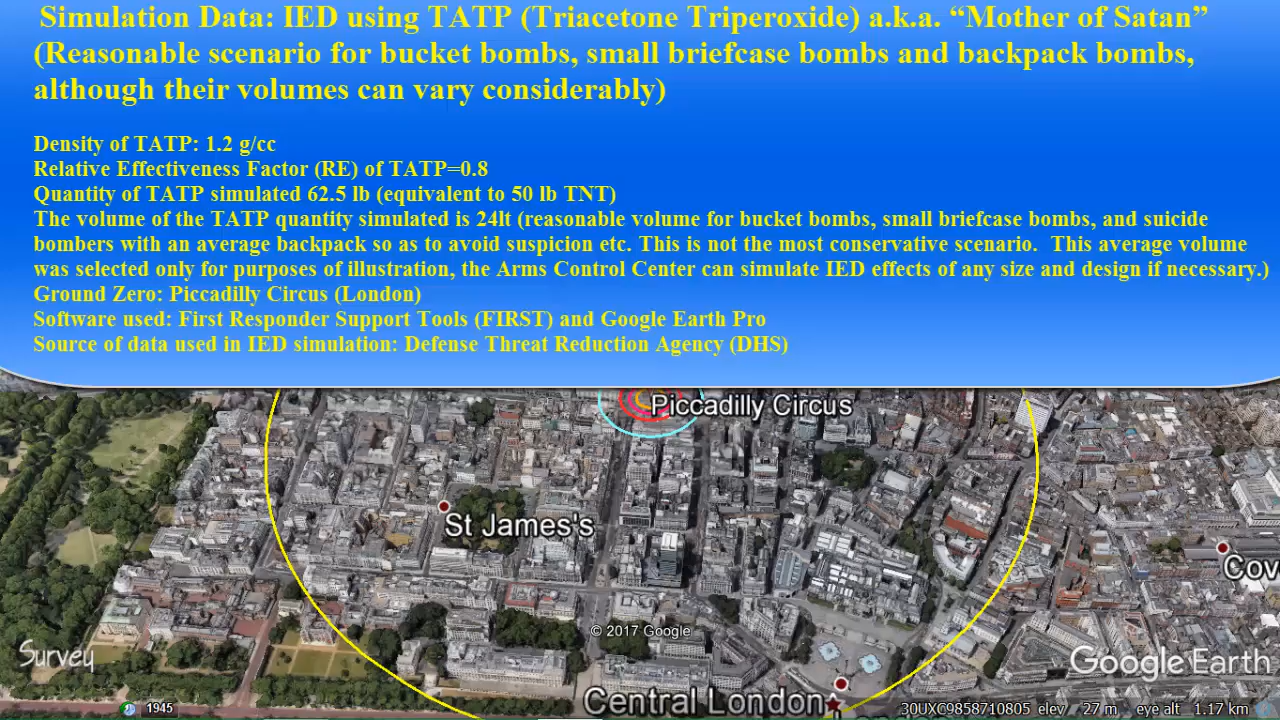 Simulation Data: IED using TATP (Triacetone Triperoxide) a.k.a. “Mother of Satan”
(Reasonable scenario for bucket bombs, small briefcase bombs and backpack bombs,
although their volumes can vary considerably)
Density of TATP: 1.2 g/cc
Relative Effectiveness Factor (RE) of TATP=0.8
Quantity of TATP simulated 62.5 lb (equivalent to 50 lb TNT)
The volume of the TATP quantity simulated is 24lt (reasonable volume for bucket bombs, small briefcase bombs, and suicide
bombers with an average backpack so as to avoid suspicion etc. This is not the most conservative scenario.  This average volume
was selected only for purposes of illustration, the Arms Control Center can simulate IED effects of any size and design if necessary.)
Ground Zero: Piccadilly Circus (London)
Software used: First Responder Support Tools (FIRST) and Google Earth Pro
Source of data used in IED simulation: Defense Threat Reduction Agency (DHS)
Piccadilly Circus
St James's
Cov
© 2017 Google
Survey
Google Earth
Central London
1945
30UXC9858710805 elev 27 m eye alt 1.17 km